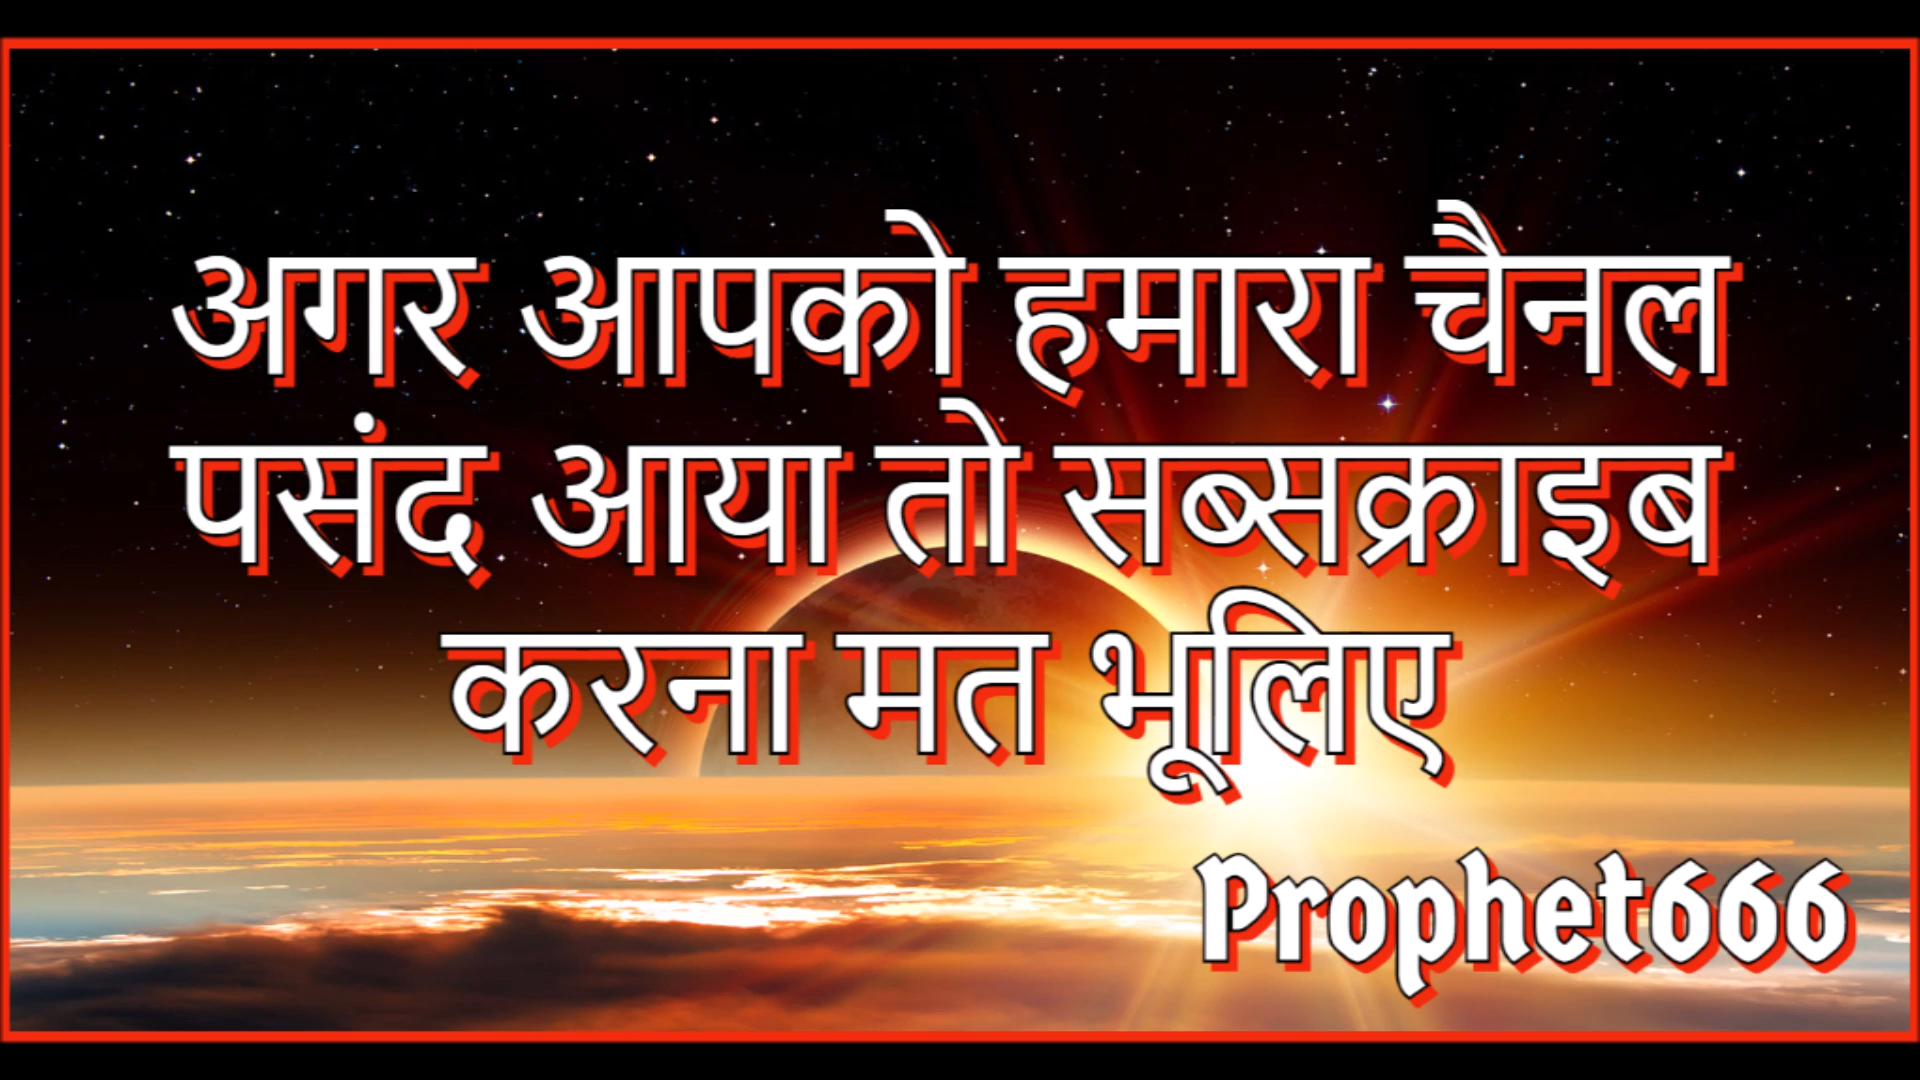 अगर आपको हमारा चैनल
पसंद आया तो सब्सक्राइब
करना मत भूलिए
Prophet666